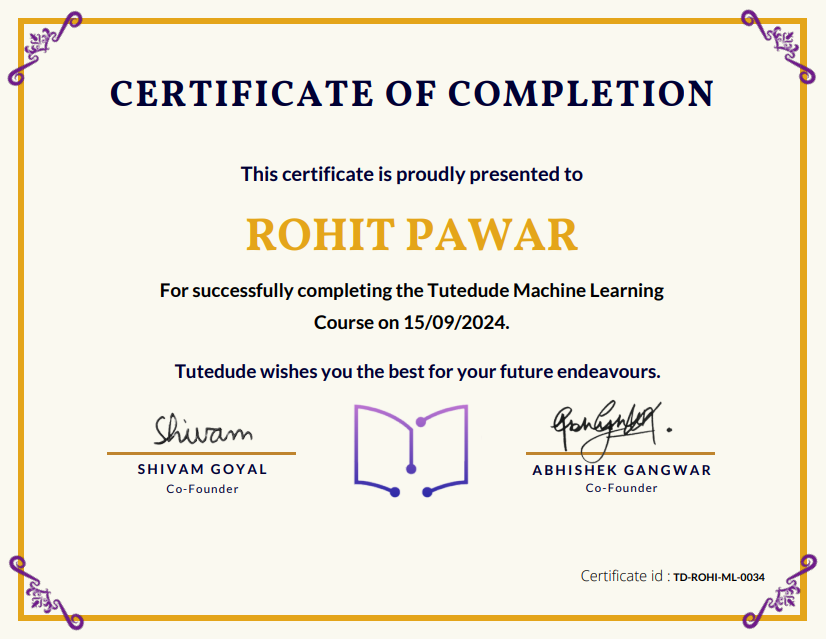 CERTIFICATE OF COMPLETION
This certificate is proudly presented to
ROHIT PAWAR
For successfully completing the Tutedude Machine Learning
Course on 15/09/2024.
Tutedude wishes you the best for your future endeavours.
Shivam
SHIVAM GOYAL
Co-Founder
ABHISHEK GANGWAR
Co-Founder
Certificate id : TD-ROHI-ML-0034